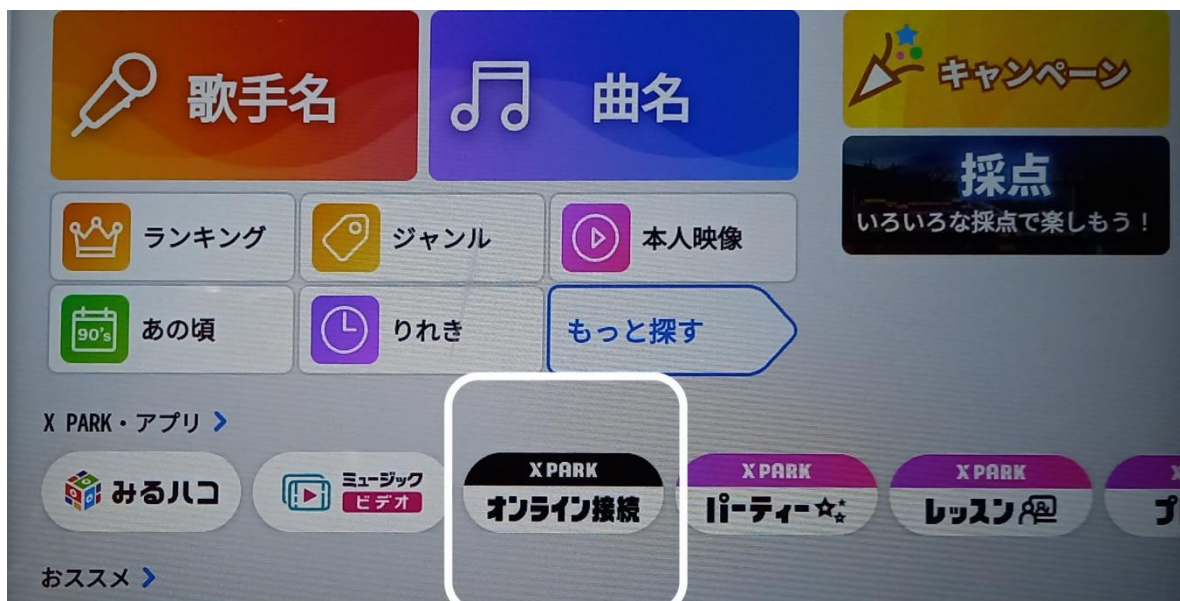 歌手名
曲名
キャンペーン
採点
いろいろな採点で楽しもう！
ランキング
ジャンル
本人映像
90's
あの頃
りれき
もっと探す
X PARK・アプリ
みるハコ
ミュージック
ビデオ
X PARK
オンライン接続
X PARK
パーティー
X PARK
レッスン
おススメ